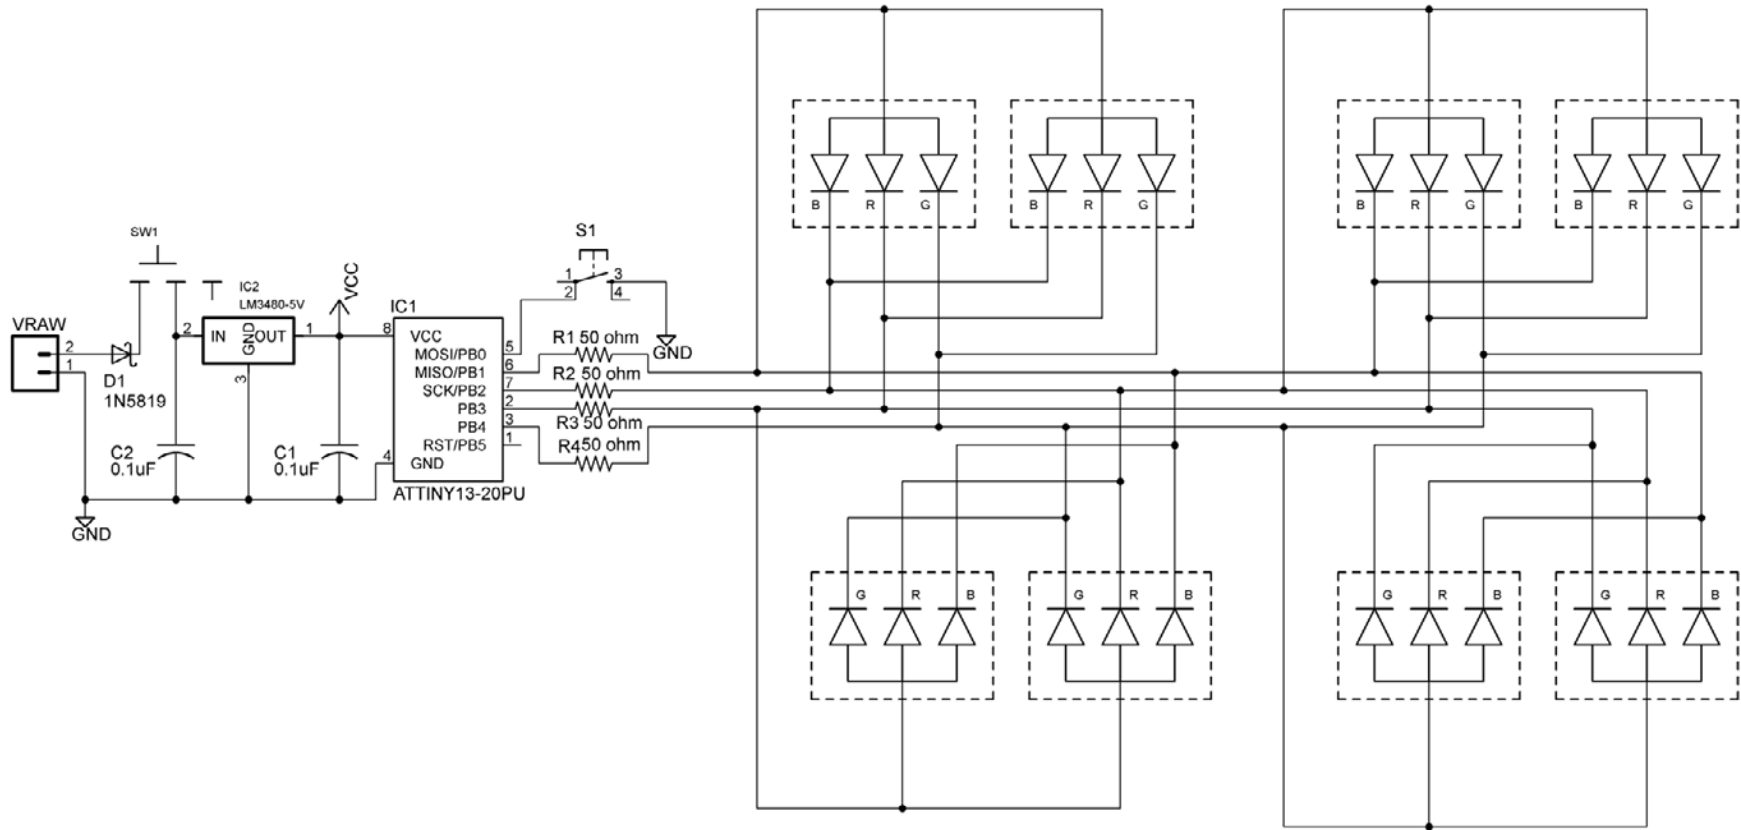 SW1
VRAW
2
1
D1
1N5819
C2
0.1uF
GND
IC2
LM3480-5V
2
IN
GND
OUT
1
3
VCC
C1
0.1uF
IC1
8
VCC
MOSI/PB0
5
MISO/PB1
6
SCK/PB2
7
PB3
2
PB4
3
RST/PB5
1
4
GND
ATTINY13-20PU
S1
1
3
2
4
GND
R1 50 ohm
R2 50 ohm
R3 50 ohm
R4 50 ohm
B R G
B R G
B R G
B R G
G R B
G R B
G R B
G R B